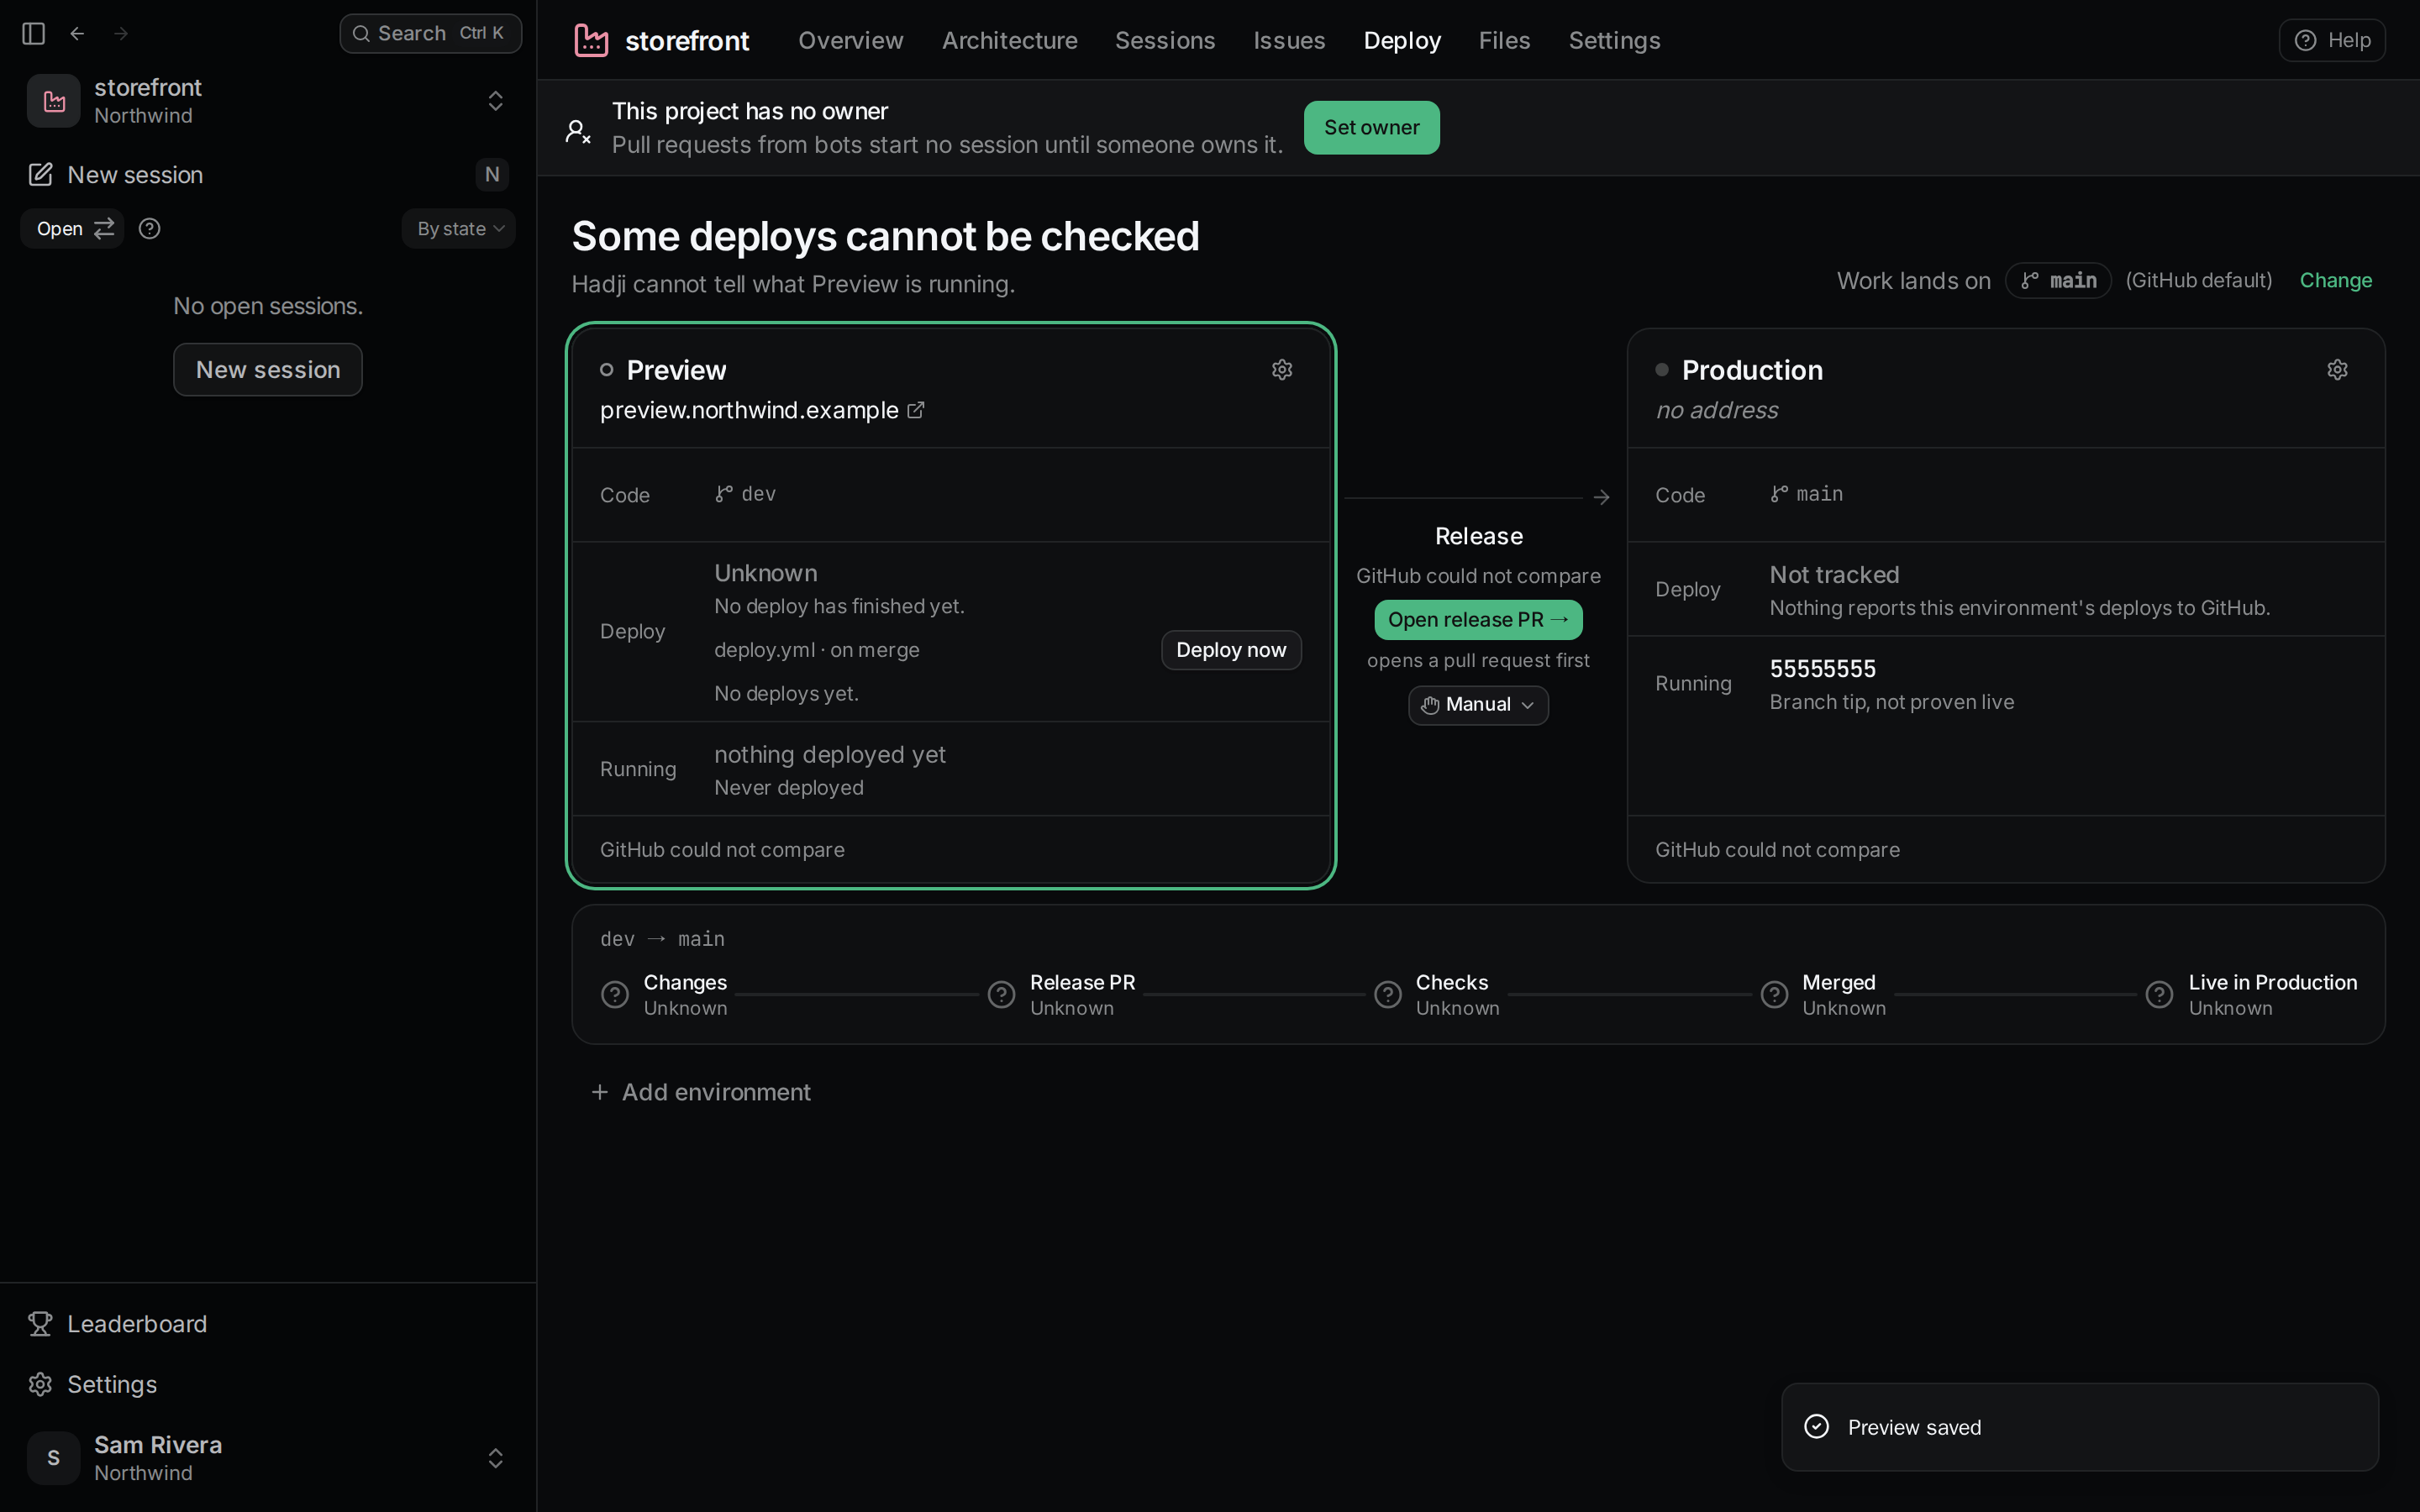 Search Ctrl K
storefront
Northwind
New session N
Open
By state
No open sessions.
New session
Leaderboard
Settings
S
Sam Rivera
Northwind
storefront
Overview
Architecture
Sessions
Issues
Deploy
Files
Settings
Help
This project has no owner
Pull requests from bots start no session until someone owns it.
Set owner
Some deploys cannot be checked
Hadji cannot tell what Preview is running.
Work lands on main (GitHub default) Change
Preview
preview.northwind.example
Code dev
Deploy
Unknown
No deploy has finished yet.
deploy.yml · on merge
Deploy now
No deploys yet.
Running
nothing deployed yet
Never deployed
GitHub could not compare
Release
GitHub could not compare
Open release PR →
opens a pull request first
Manual
Production
no address
Code main
Deploy
Not tracked
Nothing reports this environment's deploys to GitHub.
Running
55555555
Branch tip, not proven live
GitHub could not compare
dev → main
Changes
Unknown
Release PR
Unknown
Checks
Unknown
Merged
Unknown
Live in Production
Unknown
+ Add environment
Preview saved